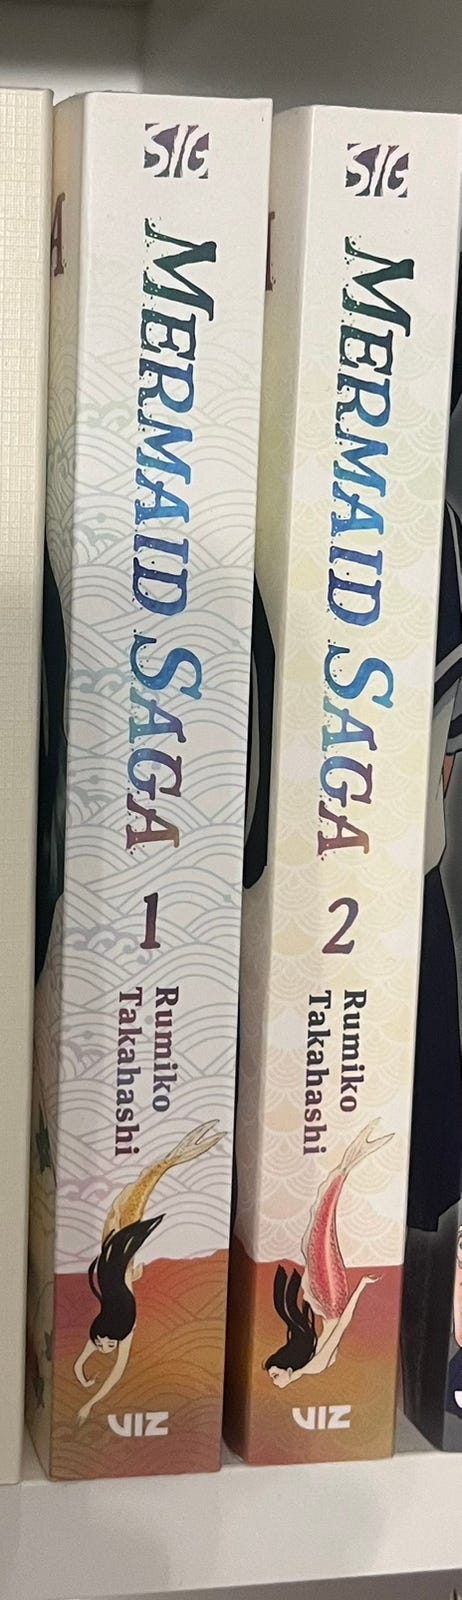 SIG
MERMAID SAGA
1
Rumiko
Takahashi
VIZ
SIG
MERMAID SAGA
2
Rumiko
Takahashi
VIZ